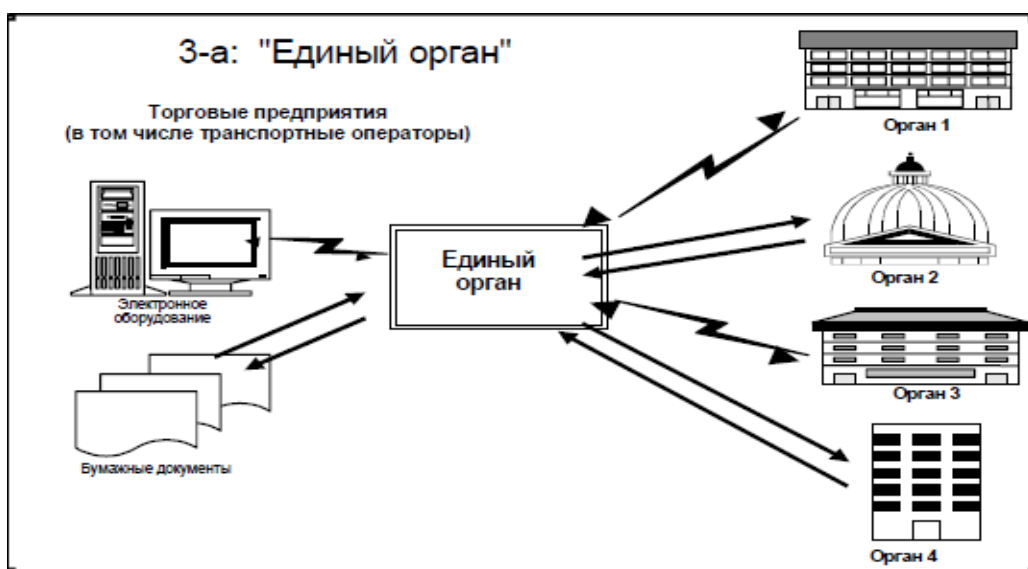 3-а: "Единый орган"
Торговые предприятия
(в том числе транспортные операторы)
Орган 1
Единый
орган
Орган 2
Электронное
оборудование
Орган 3
Бумажные документы
Орган 4